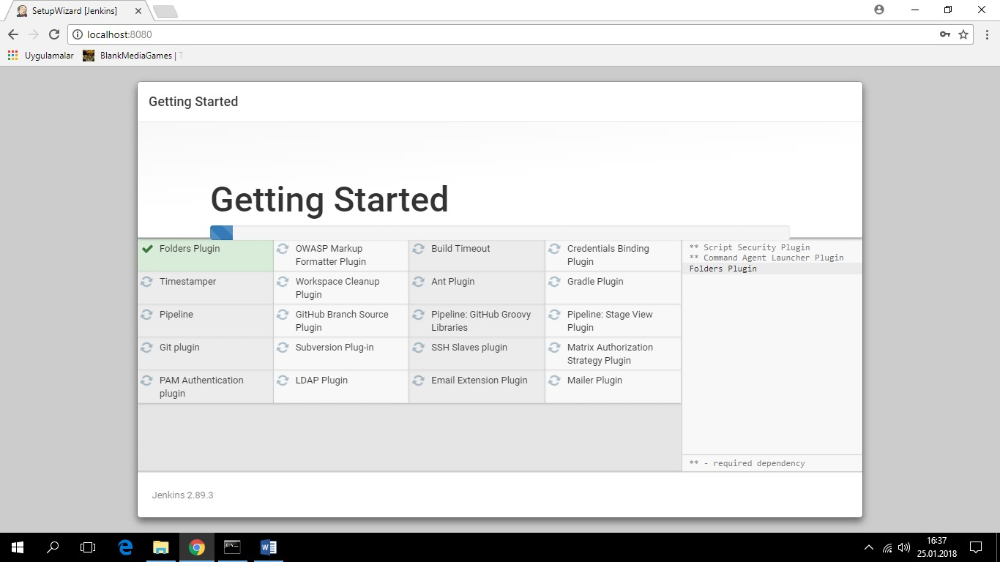 SetupWizard [Jenkins]
localhost:8080
Uygulamalar
BlankMediaGames | T
Getting Started
Getting Started
Folders Plugin
OWASP Markup
Formatter Plugin
Build Timeout
Credentials Binding
Plugin
Timestamper
Workspace Cleanup
Plugin
Ant Plugin
Gradle Plugin
Pipeline
GitHub Branch Source
Plugin
Pipeline: GitHub Groovy
Libraries
Pipeline: Stage View
Plugin
Git plugin
Subversion Plug-in
SSH Slaves plugin
Matrix Authorization
Strategy Plugin
PAM Authentication
plugin
LDAP Plugin
Email Extension Plugin
Mailer Plugin
** Script Security Plugin
** Command Agent Launcher Plugin
Folders Plugin
** - required dependency
Jenkins 2.89.3
16:37
25.01.2018